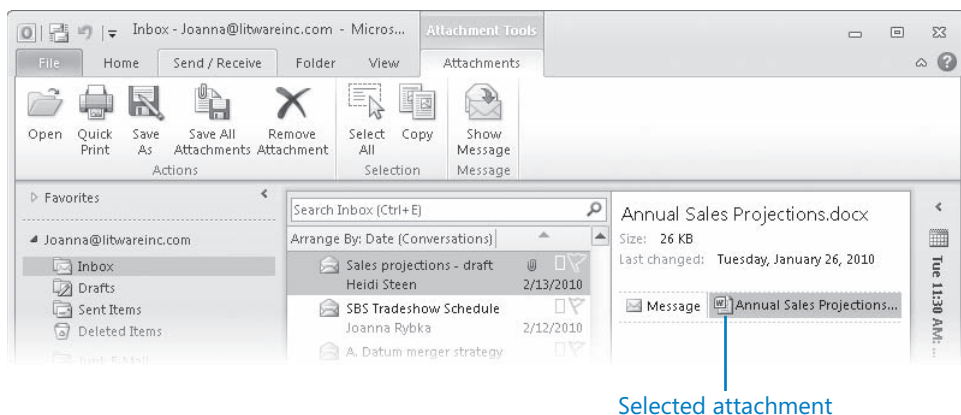 Inbox - Joanna@litwareinc.com - Micros...
Attachment Tools
File Home Send / Receive Folder View Attachments
Open
Quick Print
Save As
Save All Attachments
Remove Attachment
Select All
Copy
Show Message
Actions
Selection
Message
Favorites
Joanna@litwareinc.com
Inbox
Drafts
Sent Items
Deleted Items
Junk E-Mail
Search Inbox (Ctrl+E)
Arrange By: Date (Conversations)
Sales projections - draft
Heidi Steen 2/13/2010
SBS Tradeshow Schedule
Joanna Rybka 2/12/2010
A. Datum merger strategy
Annual Sales Projections.docx
Size: 26 KB
Last changed: Tuesday, January 26, 2010
Message Annual Sales Projections...
Tue 11:30 AM: ...
Selected attachment